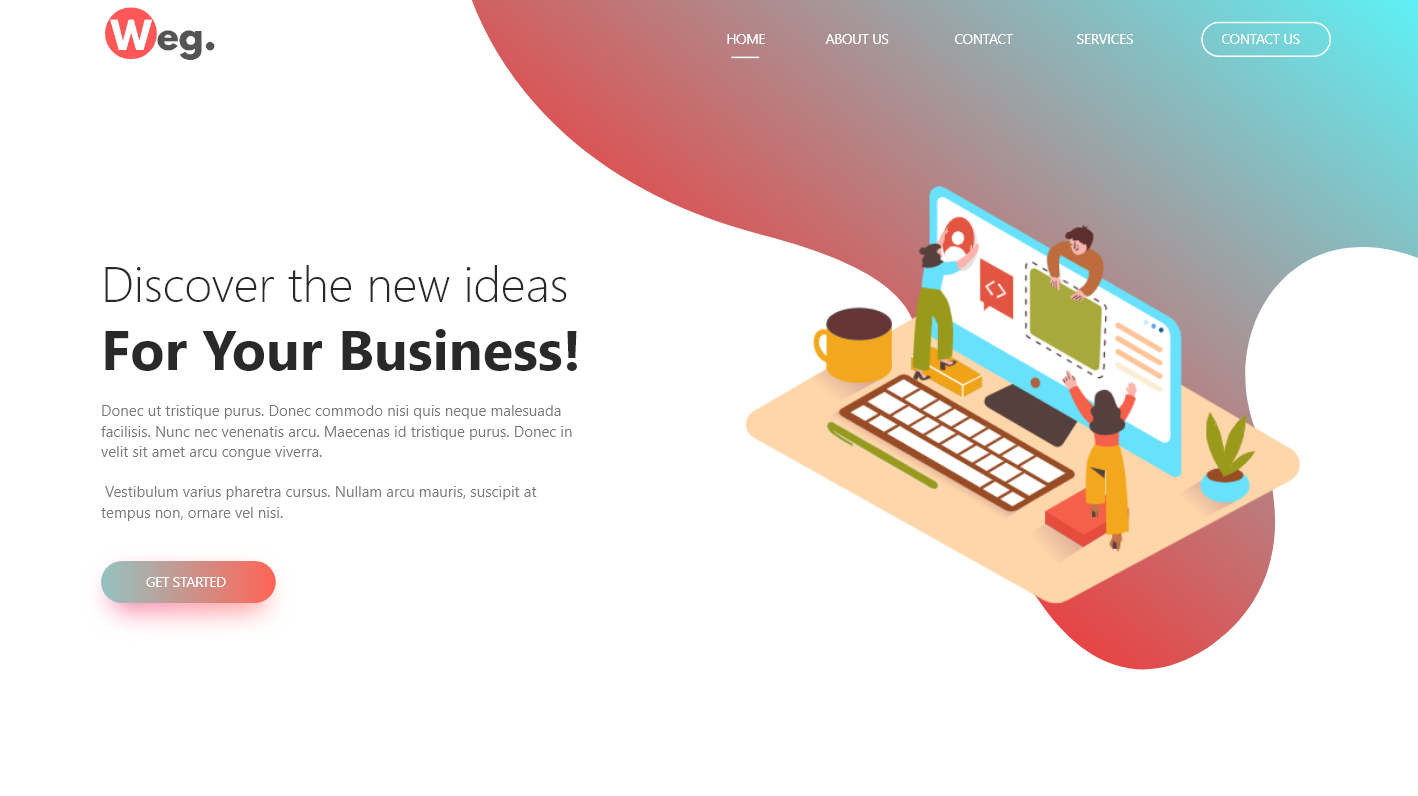 Weg.
HOME ABOUT US CONTACT SERVICES CONTACT US
Discover the new ideas
For Your Business!
Donec ut tristique purus. Donec commodo nisi quis neque malesuada
facilisis. Nunc nec venenatis arcu. Maecenas id tristique purus. Donec in
velit sit amet arcu congue viverra.
Vestibulum varius pharetra cursus. Nullam arcu mauris, suscipit at
tempus non, ornare vel nisi.
GET STARTED